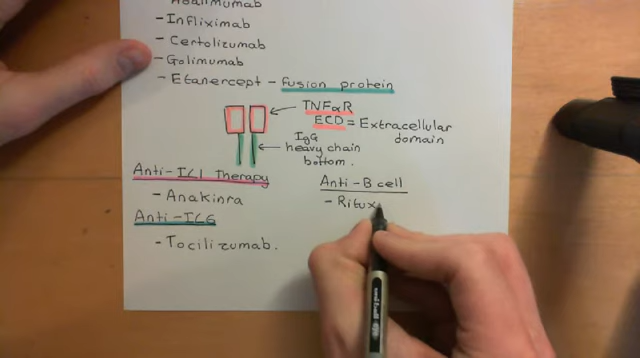 Adalimumab
- Infliximab
- Certolizumab
- Golimumab
- Etanercept - fusion protein
TNFαR
ECD = Extracellular domain
IgG
heavy chain
bottom.
Anti-IL1 Therapy
- Anakinra
Anti-IL6
- Tocilizumab.
Anti-B cell
- Ritux